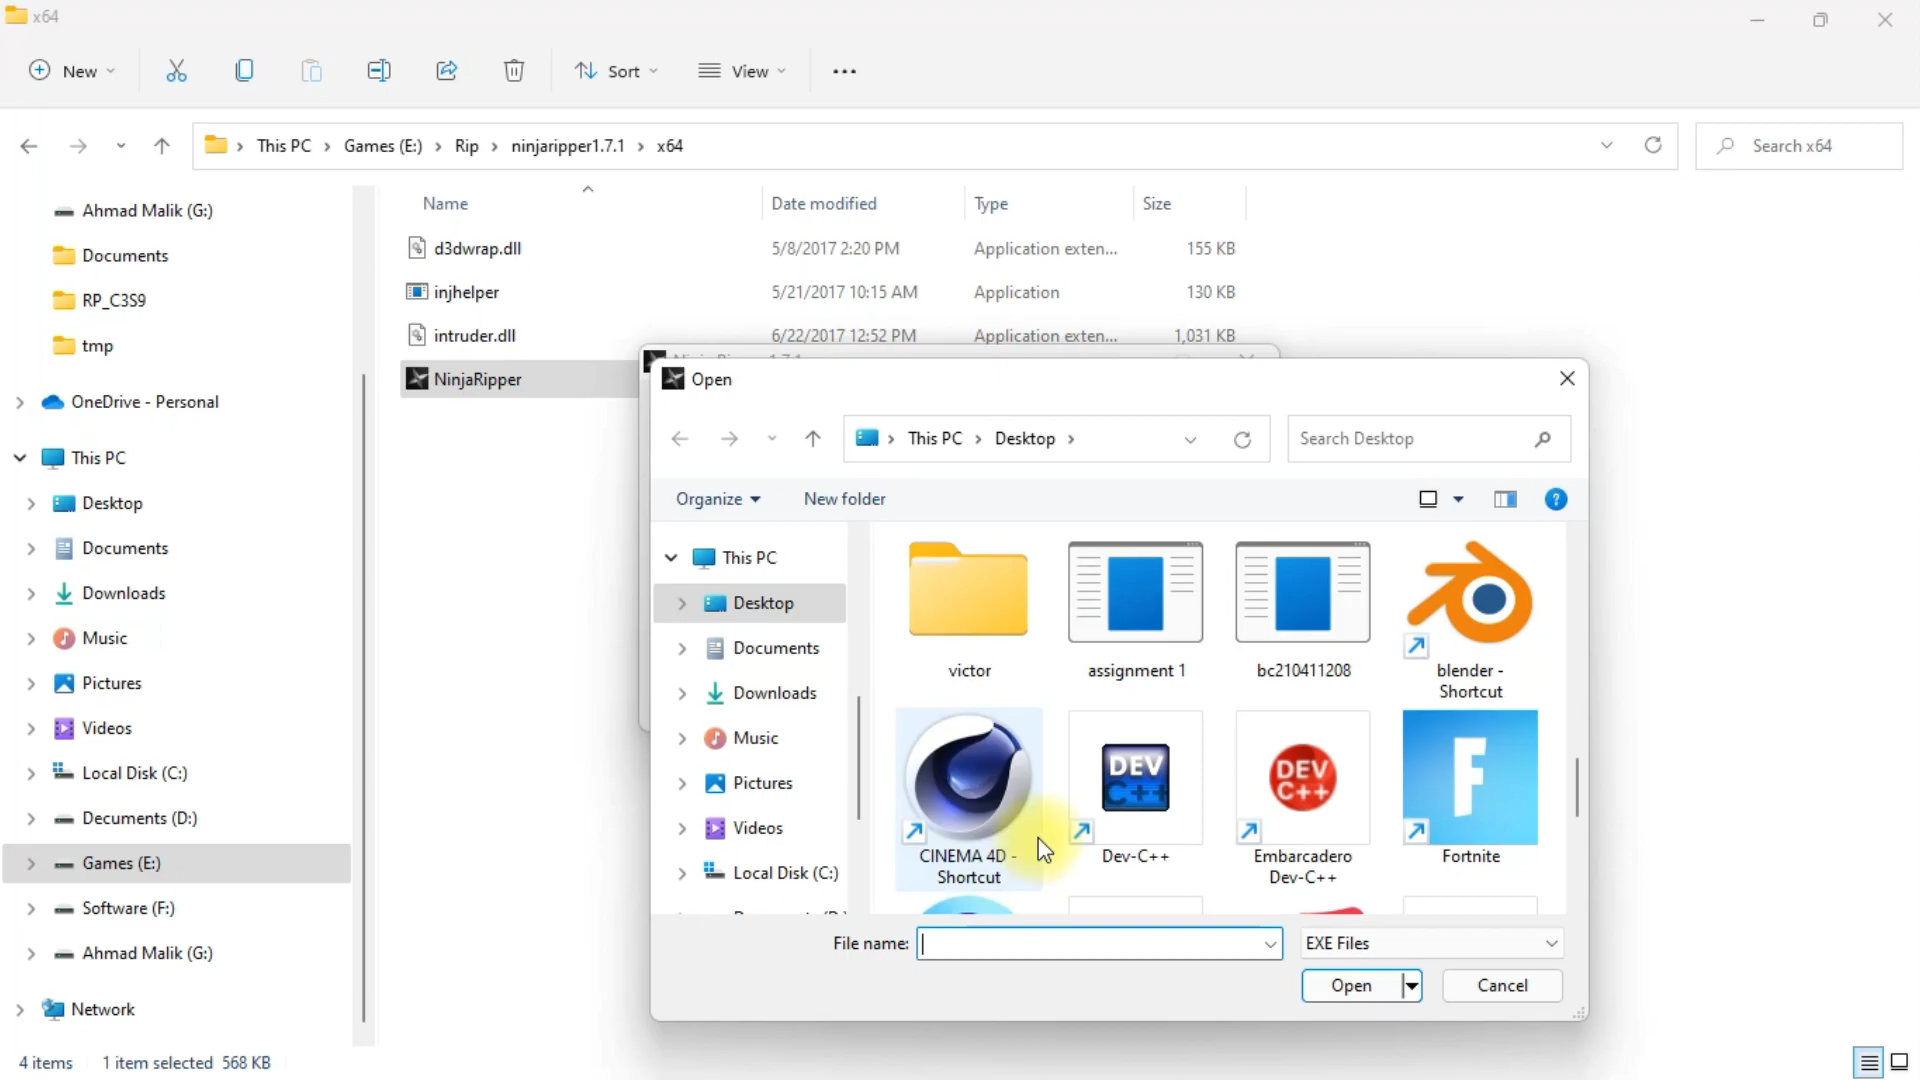 x64
New
Sort
View
This PC > Games (E:) > Rip > ninjaripper1.7.1 > x64
Search x64
Ahmad Malik (G:)
Documents
RP_C3S9
tmp
OneDrive - Personal
This PC
Desktop
Documents
Downloads
Music
Pictures
Videos
Local Disk (C:)
Decuments (D:)
Games (E:)
Software (F:)
Ahmad Malik (G:)
Network
Name Date modified Type Size
d3dwrap.dll 5/8/2017 2:20 PM Application exten... 155 KB
injhelper 5/21/2017 10:15 AM Application 130 KB
intruder.dll 6/22/2017 12:52 PM Application exten... 1,031 KB
NinjaRipper
Open
This PC > Desktop >
Search Desktop
Organize
New folder
This PC
Desktop
Documents
Downloads
Music
Pictures
Videos
Local Disk (C:)
victor
assignment 1
bc210411208
blender -
Shortcut
CINEMA 4D -
Shortcut
DEV
C++
Dev-C++
DEV
C++
Embarcadero
Dev-C++
F
Fortnite
File name:
EXE Files
Open
Cancel
4 items 1 item selected 568 KB